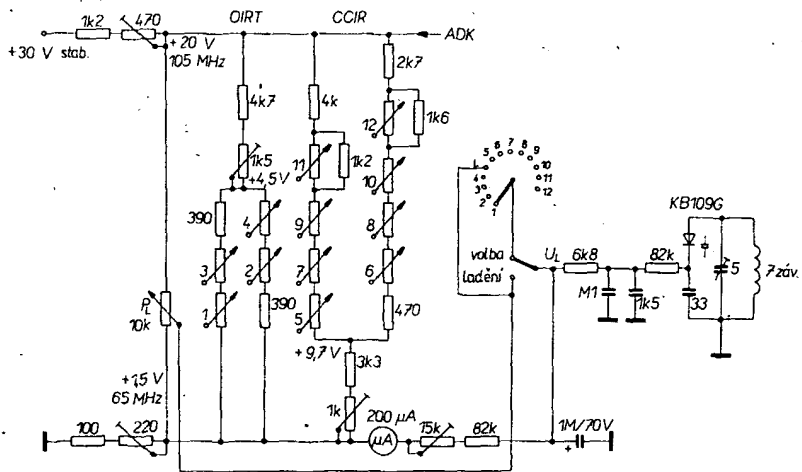 1k2
470
OIRT
CCIR
ADK
+30 V stab.
+20 V
105 MHz
2k7
4k7
4k
12
1k6
1k5
11
1k2
+4,5 V
10
390
4
9
8
3
2
7
6
1
390
5
470
P_L
10k
+9,7 V
3k3
+1,5 V
65 MHz
1k
200 µA
100
220
µA
15k
82k
1M/70V
+
1
2
3
4
L
5
6
7
8
9
10
11
12
volba
ladění
U_L
6k8
82k
KB109G
M1
1k5
33
5
7 záv.